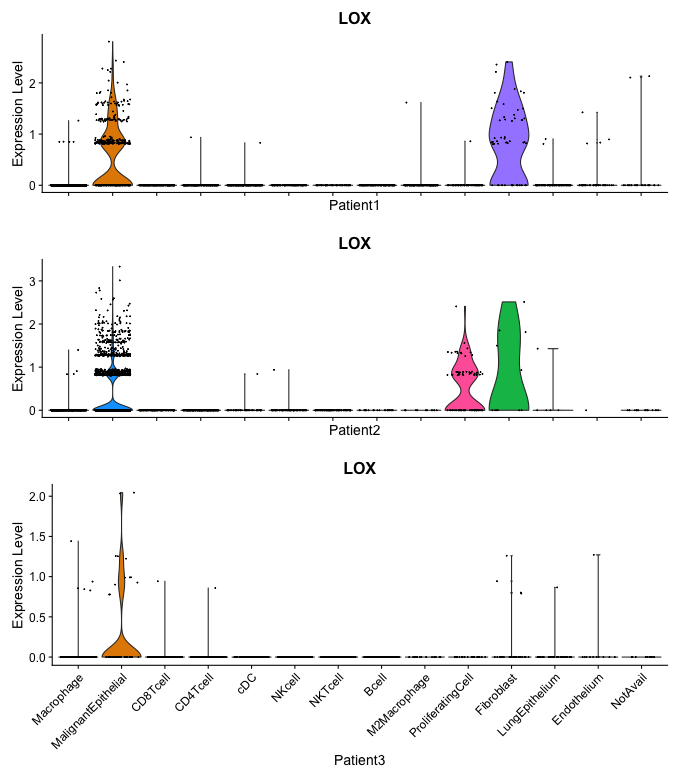 LOX
Expression Level
2
1
0
Patient1
LOX
Expression Level
3
2
1
0
Patient2
LOX
Expression Level
2.0
1.5
1.0
0.5
0.0
Macrophage
MalignantEpithelial
CD8Tcell
CD4Tcell
cDC
NKcell
NKTcell
Bcell
M2Macrophage
ProliferatingCell
Fibroblast
LungEpithelium
Endothelium
NotAvail
Patient3